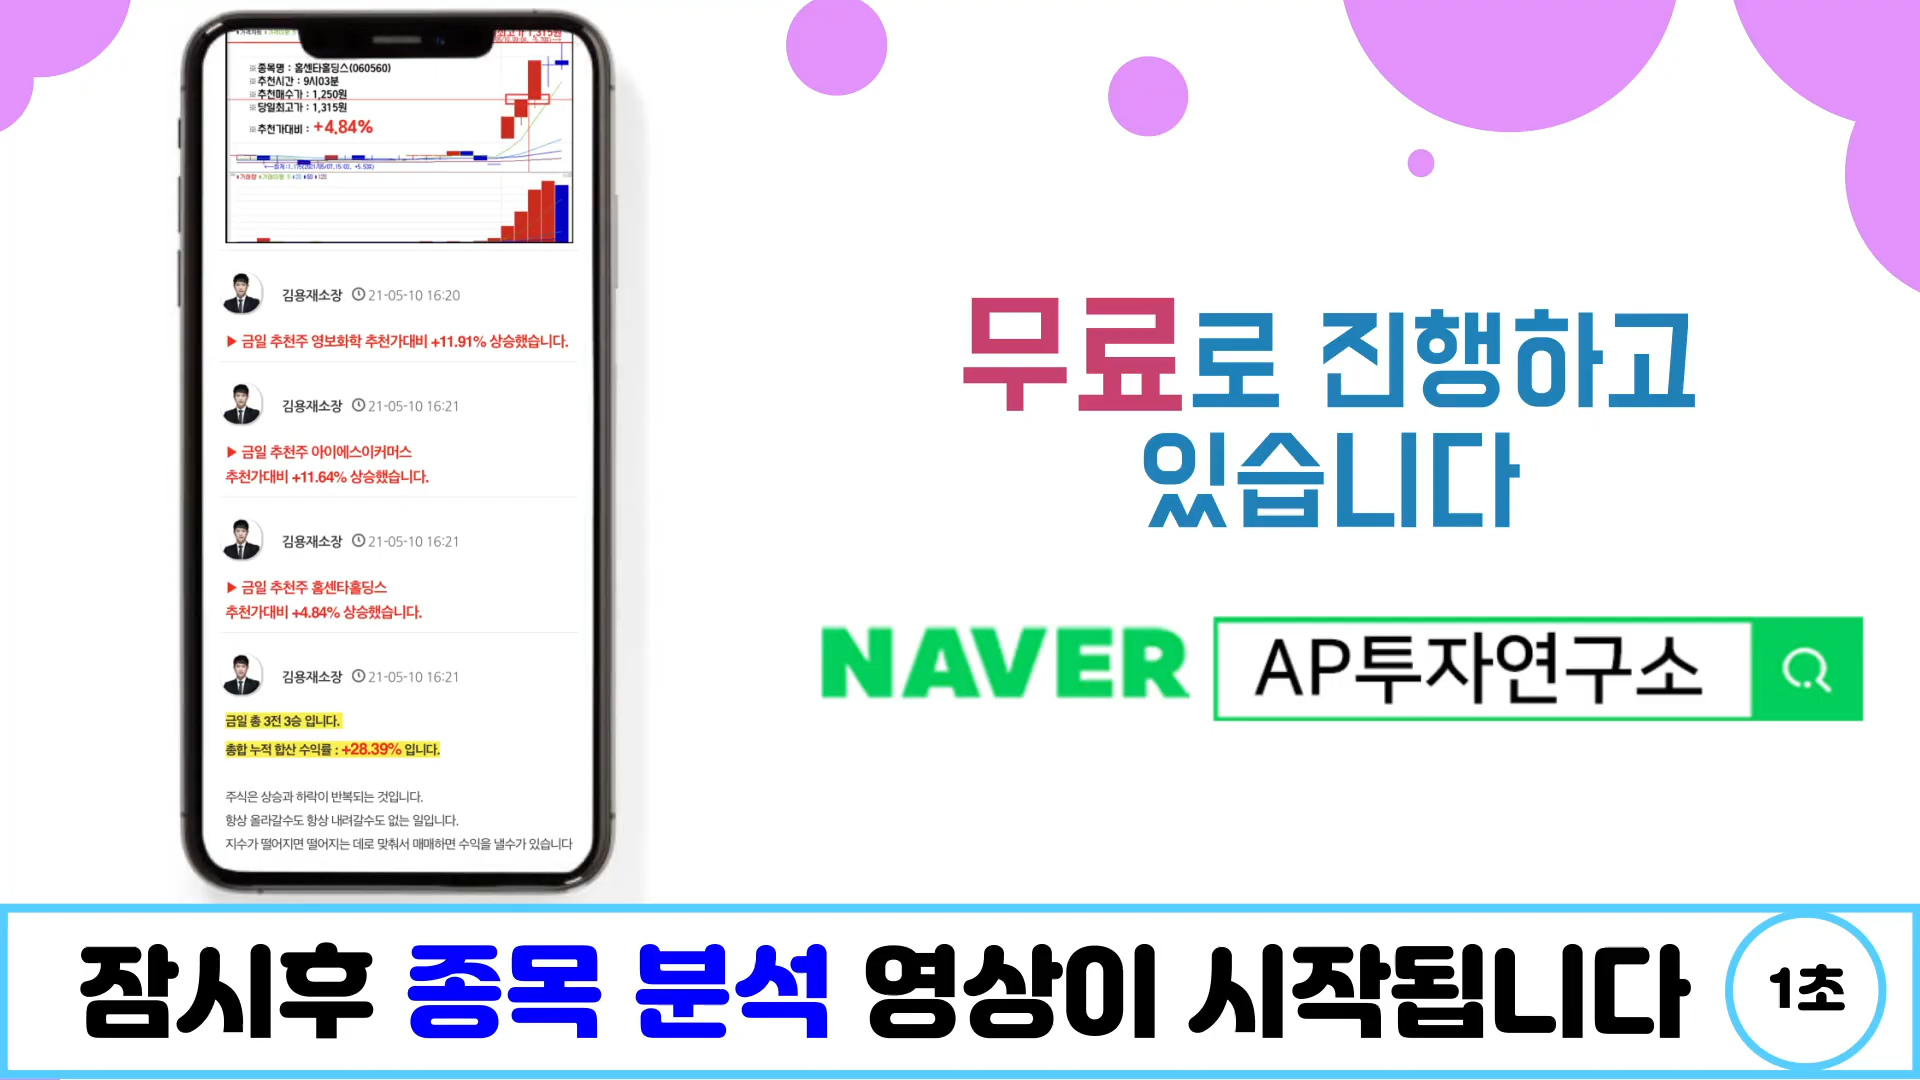 ※종목명 : 홈센타홀딩스(060560)
※추천시간 : 9시03분
※추천매수가 : 1,250원
※당일최고가 : 1,315원
※추천가대비 : +4.84%
김용재소장 21-05-10 16:20
▶ 금일 추천주 영보화학 추천가대비 +11.91% 상승했습니다.
김용재소장 21-05-10 16:21
▶ 금일 추천주 아이에스이커머스
추천가대비 +11.64% 상승했습니다.
김용재소장 21-05-10 16:21
▶ 금일 추천주 홈센타홀딩스
추천가대비 +4.84% 상승했습니다.
김용재소장 21-05-10 16:21
금일 총 3전 3승 입니다.
총합 누적 합산 수익률 : +28.39% 입니다.
주식은 상승과 하락이 반복되는 것입니다.
항상 올라갈수도 항상 내려갈수도 없는 일입니다.
지수가 떨어지면 떨어지는 데로 맞춰서 매매하면 수익을 낼수가 있습니다
무료로 진행하고
있습니다
NAVER AP투자연구소
잠시후 종목 분석 영상이 시작됩니다 1초